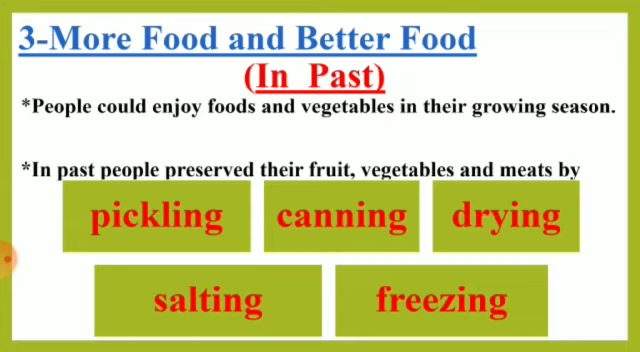 3-More Food and Better Food
(In Past)
*People could enjoy foods and vegetables in their growing season.
*In past people preserved their fruit, vegetables and meats by
pickling canning drying
salting freezing